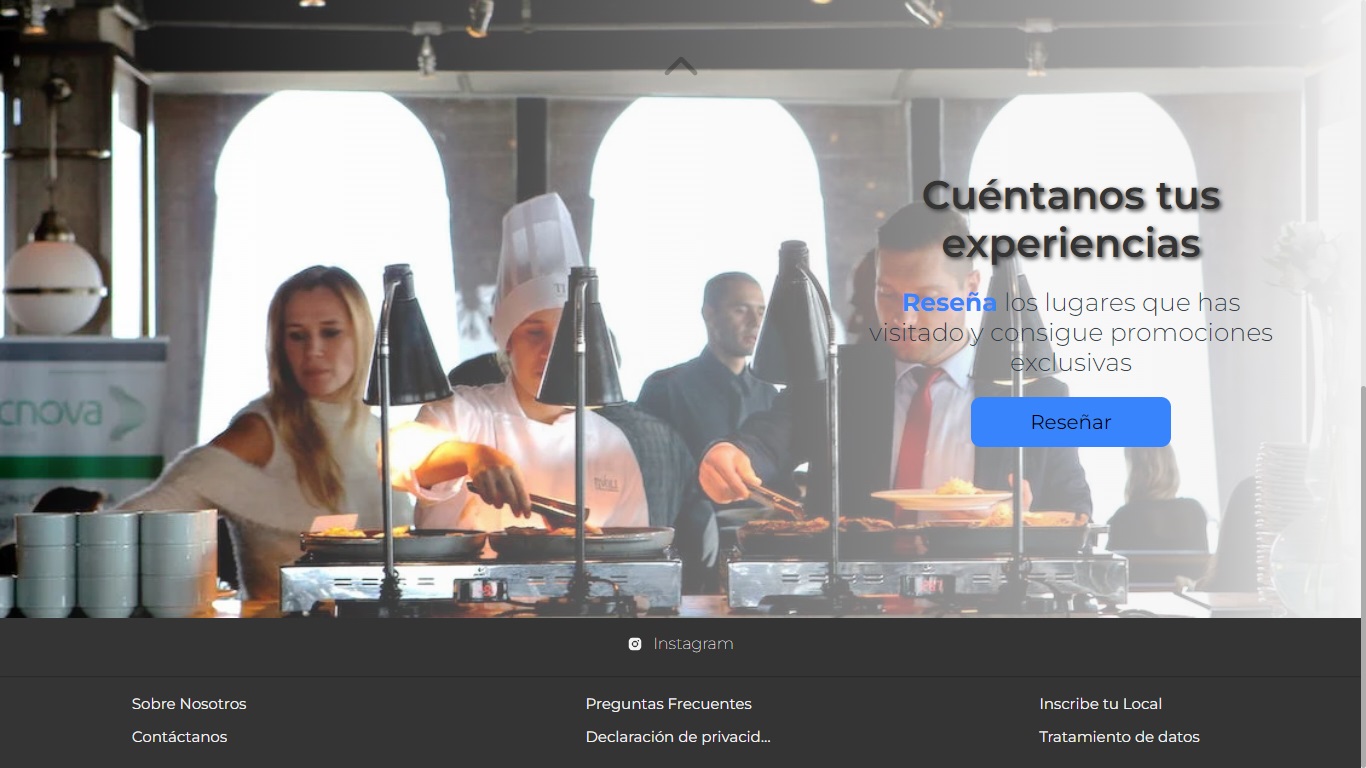 Cuéntanos tus
experiencias
Reseña los lugares que has
visitado y consigue promociones
exclusivas
Reseñar
cnova
Instagram
Sobre Nosotros
Preguntas Frecuentes
Inscribe tu Local
Contáctanos
Declaración de privacid...
Tratamiento de datos